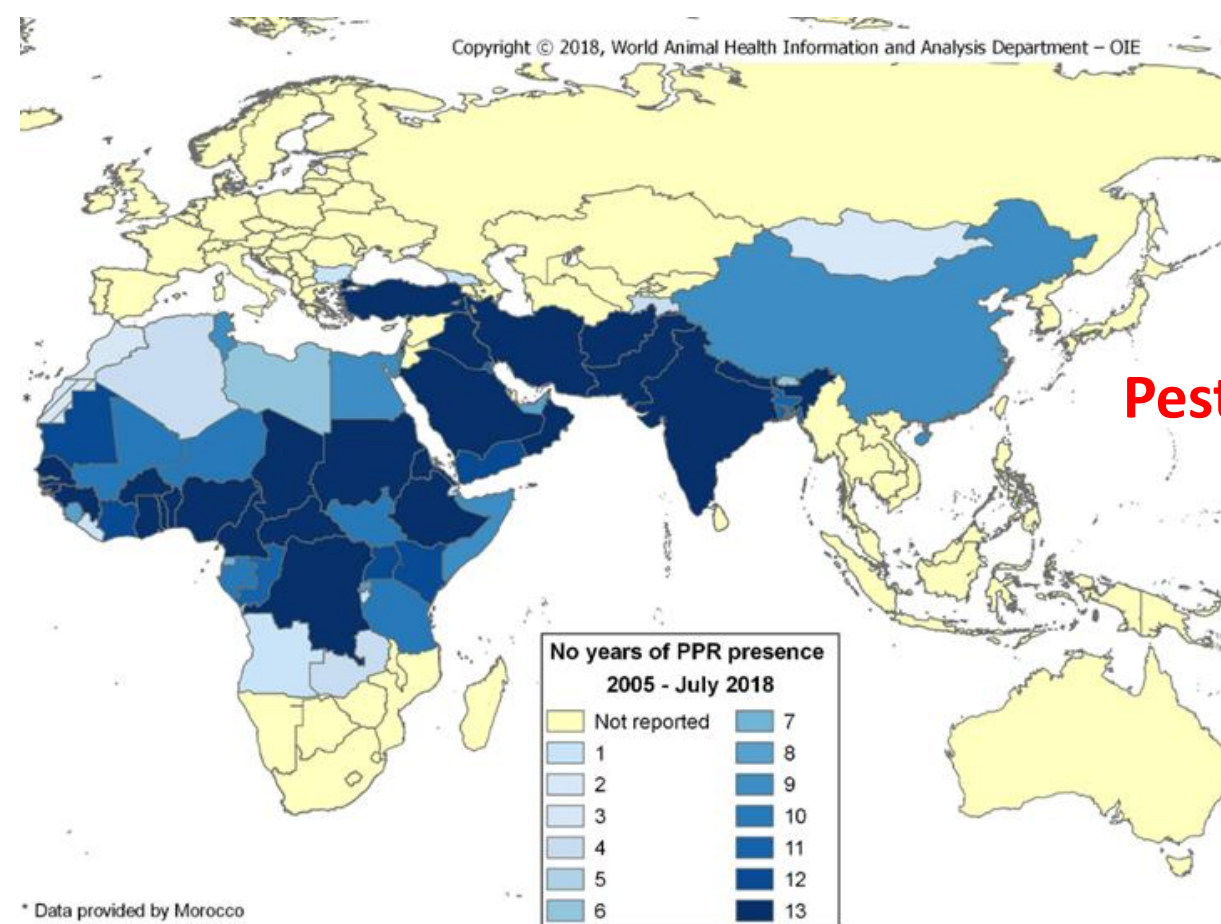 Copyright © 2018, World Animal Health Information and Analysis Department – OIE
Pest
*
No years of PPR presence
2005 - July 2018
Not reported
1
2
3
4
5
6
7
8
9
10
11
12
13
* Data provided by Morocco